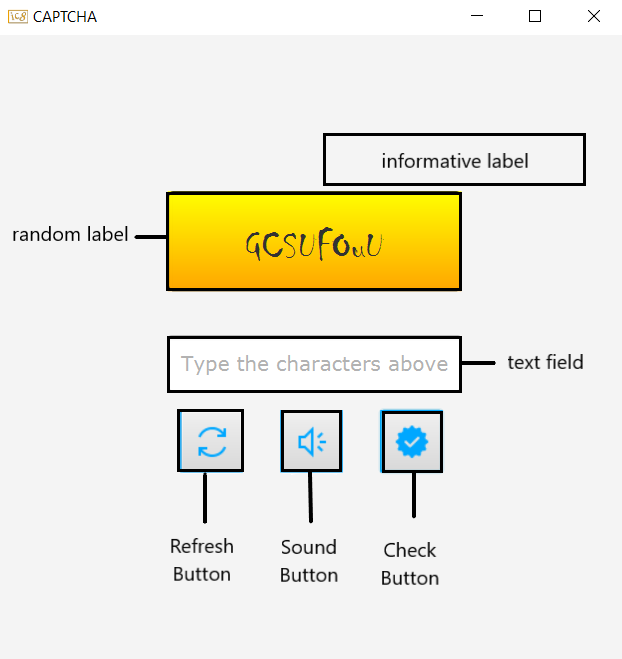 CAPTCHA
informative label
random label
GCSUFOuU
Type the characters above
text field
Refresh
Button
Sound
Button
Check
Button